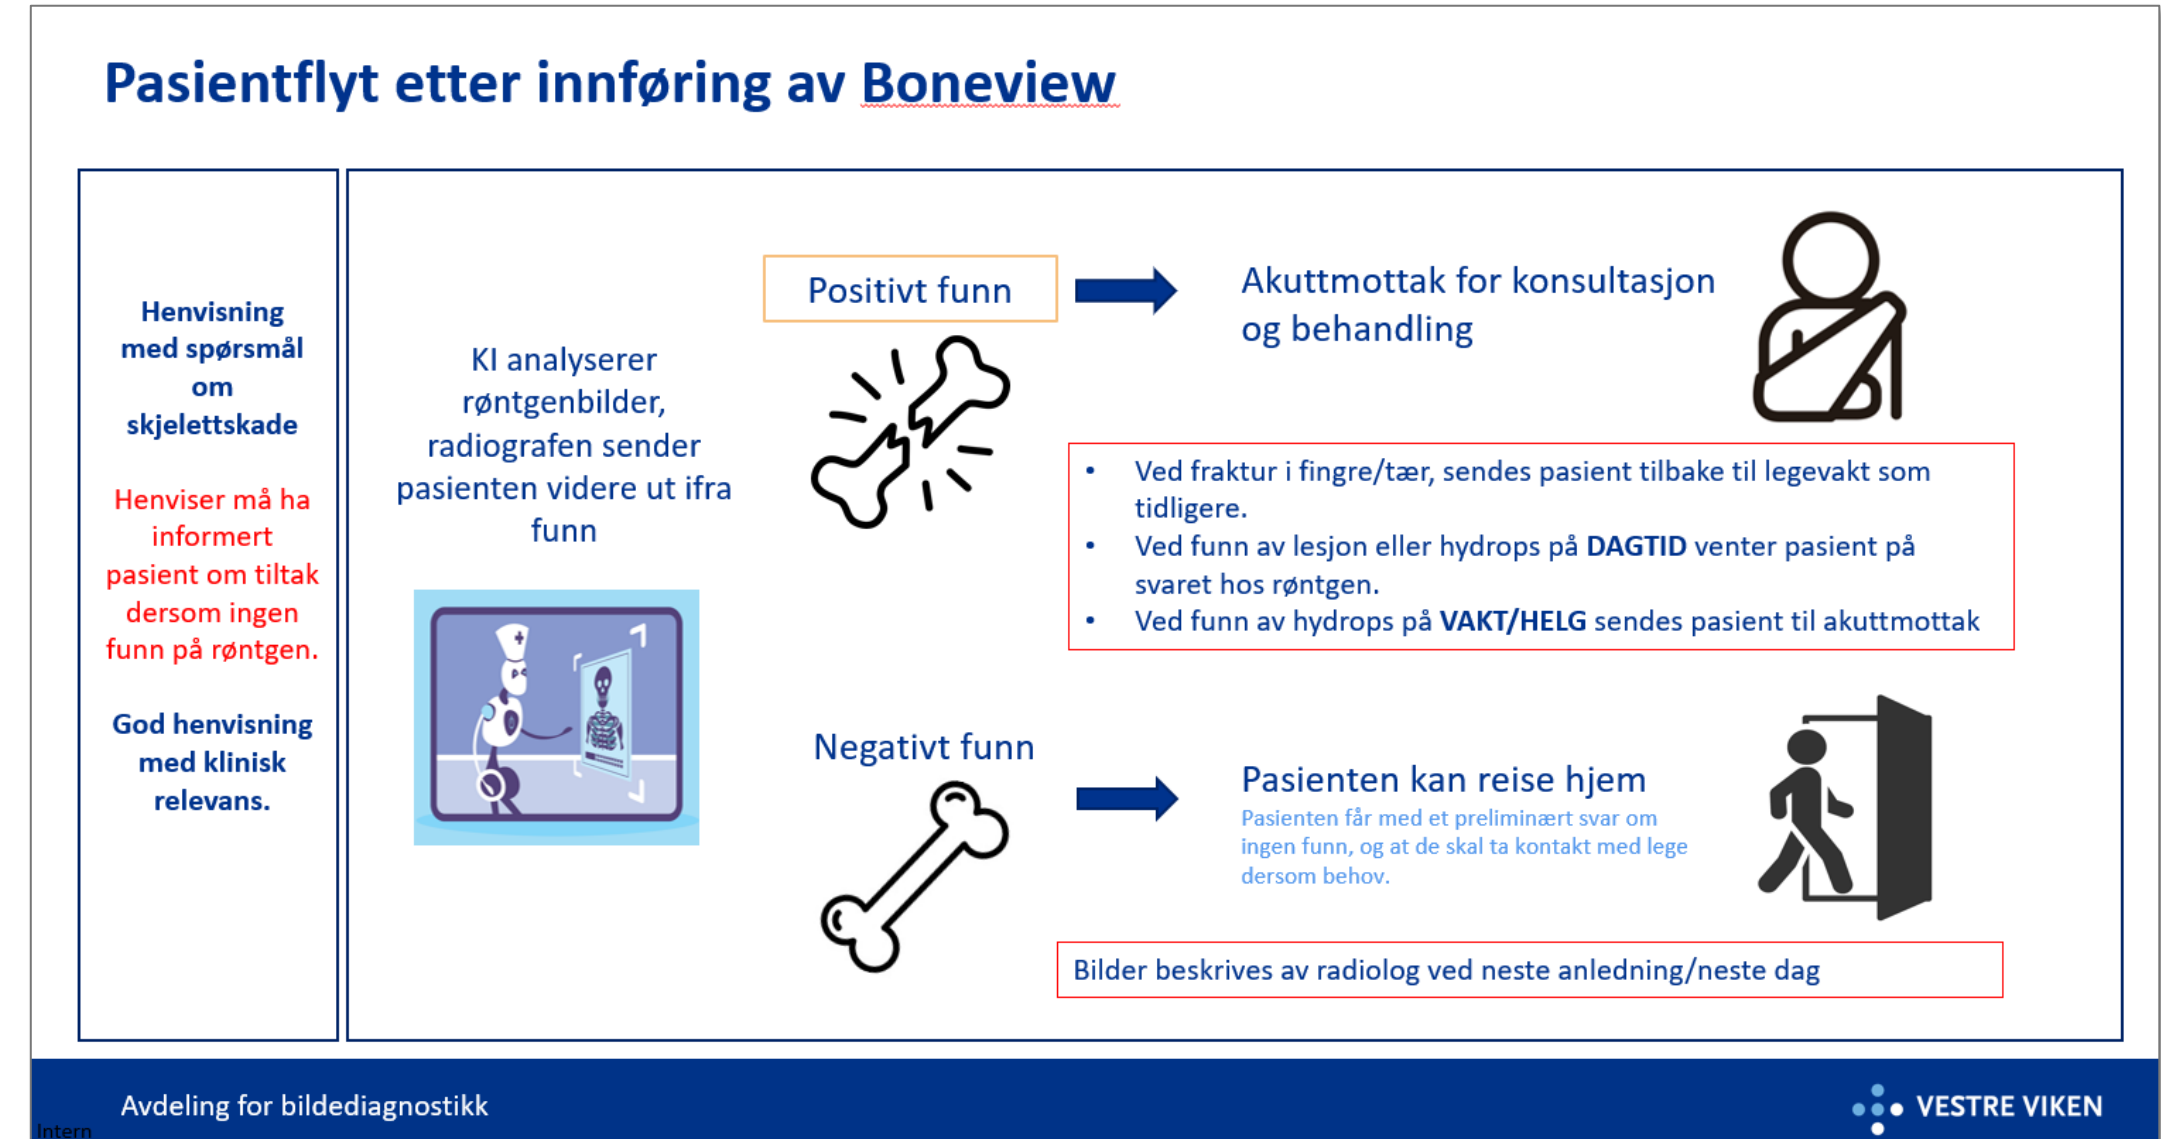 Pasientflyt etter innføring av Boneview
Henvisning
med spørsmål
om
skjelettskade
Henviser må ha
informert
pasient om tiltak
dersom ingen
funn på røntgen.
God henvisning
med klinisk
relevans.
KI analyserer
røntgenbilder,
radiografen sender
pasienten videre ut ifra
funn
Positivt funn
Akuttmottak for konsultasjon
og behandling
• Ved fraktur i fingre/tær, sendes pasient tilbake til legevakt som
tidligere.
• Ved funn av lesjon eller hydrops på DAGTID venter pasient på
svaret hos røntgen.
• Ved funn av hydrops på VAKT/HELG sendes pasient til akuttmottak
Negativt funn
Pasienten kan reise hjem
Pasienten får med et preliminært svar om
ingen funn, og at de skal ta kontakt med lege
dersom behov.
Bilder beskrives av radiolog ved neste anledning/neste dag
Avdeling for bildediagnostikk
VESTRE VIKEN
Intern